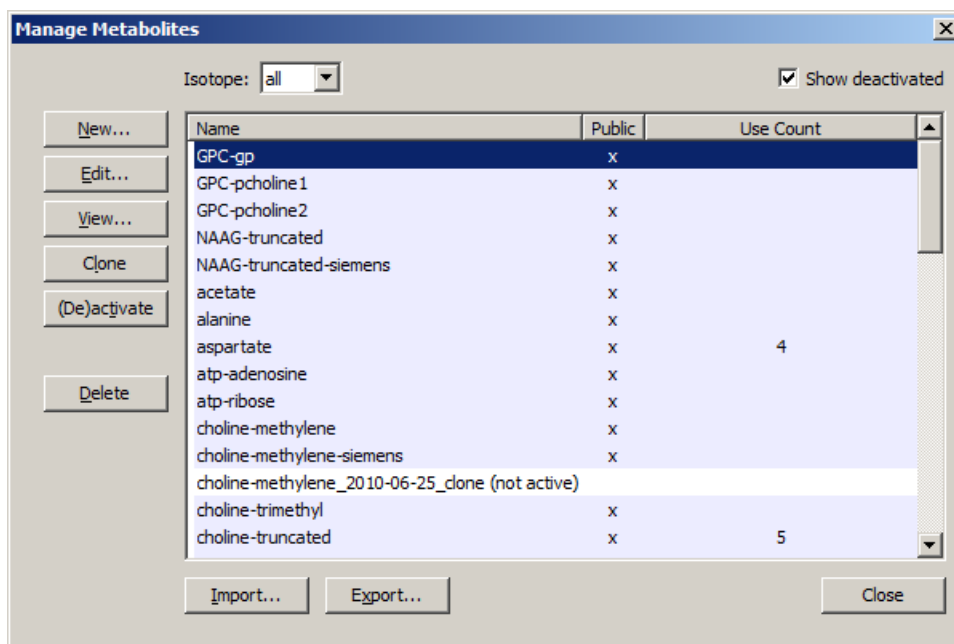 Manage Metabolites
Isotope: all Show deactivated
New...
Edit...
View...
Clone
(De)activate
Delete
Name Public Use Count
GPC-gp x
GPC-pcholine1 x
GPC-pcholine2 x
NAAG-truncated x
NAAG-truncated-siemens x
acetate x
alanine x
aspartate x 4
atp-adenosine x
atp-ribose x
choline-methylene x
choline-methylene-siemens x
choline-methylene_2010-06-25_clone (not active)
choline-trimethyl x
choline-truncated x 5
Import... Export... Close